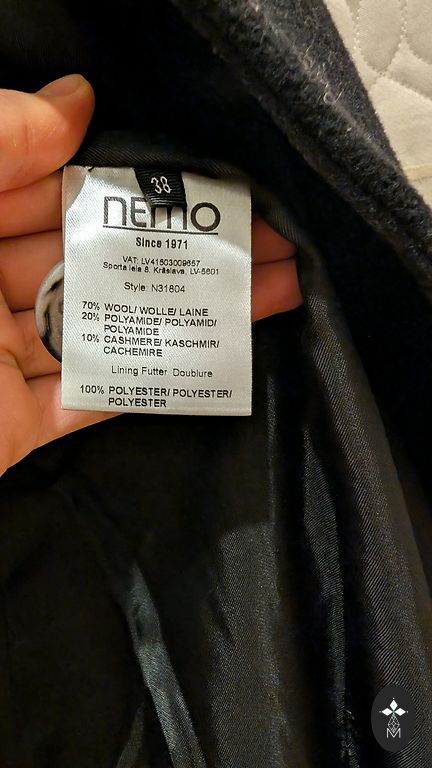 38
NEMO
Since 1971
VAT: LV41503009657
Sporta iela 8, Krāslava, LV-5601
Style: N31804
70% WOOL/ WOLLE/ LAINE
20% POLYAMIDE/ POLYAMID/
POLYAMIDE
10% CASHMERE/ KASCHMIR/
CACHEMIRE
Lining Futter Doublure
100% POLYESTER/ POLYESTER/
POLYESTER
M